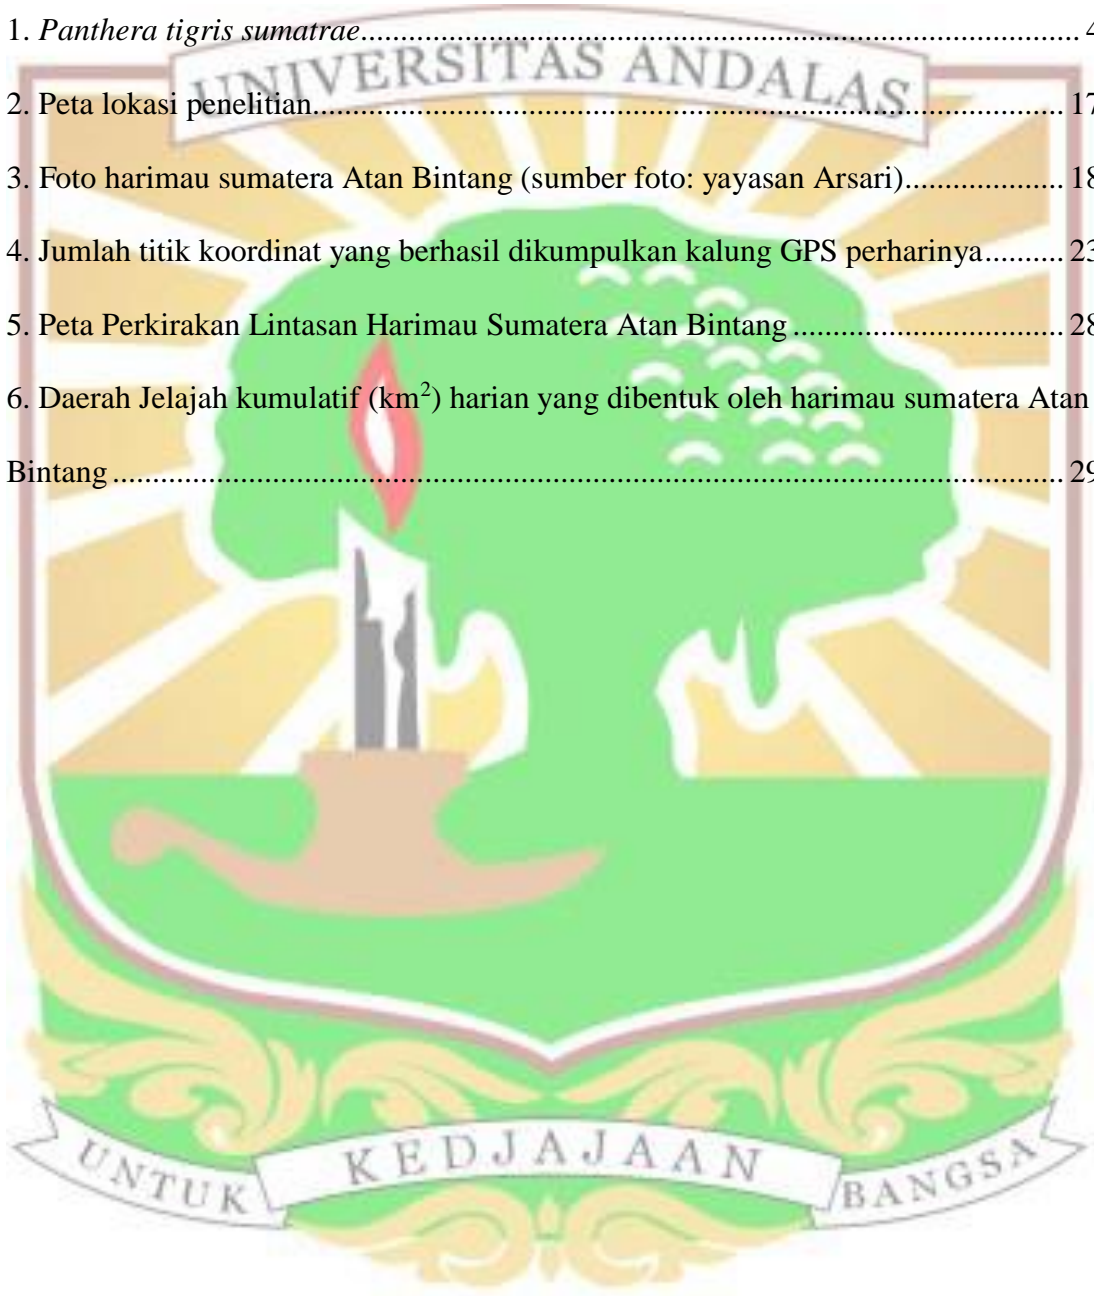 1. Panthera tigris sumatrae........................................................................................ 4
UNIVERSITAS ANDALAS
2. Peta lokasi penelitian............................................................................................ 17
3. Foto harimau sumatera Atan Bintang (sumber foto: yayasan Arsari).................... 18
4. Jumlah titik koordinat yang berhasil dikumpulkan kalung GPS perharinya.......... 23
5. Peta Perkirakan Lintasan Harimau Sumatera Atan Bintang .................................. 28
6. Daerah Jelajah kumulatif (km²) harian yang dibentuk oleh harimau sumatera Atan
Bintang ..................................................................................................................... 29
UNTUK KEDJAJAAN BANGSA